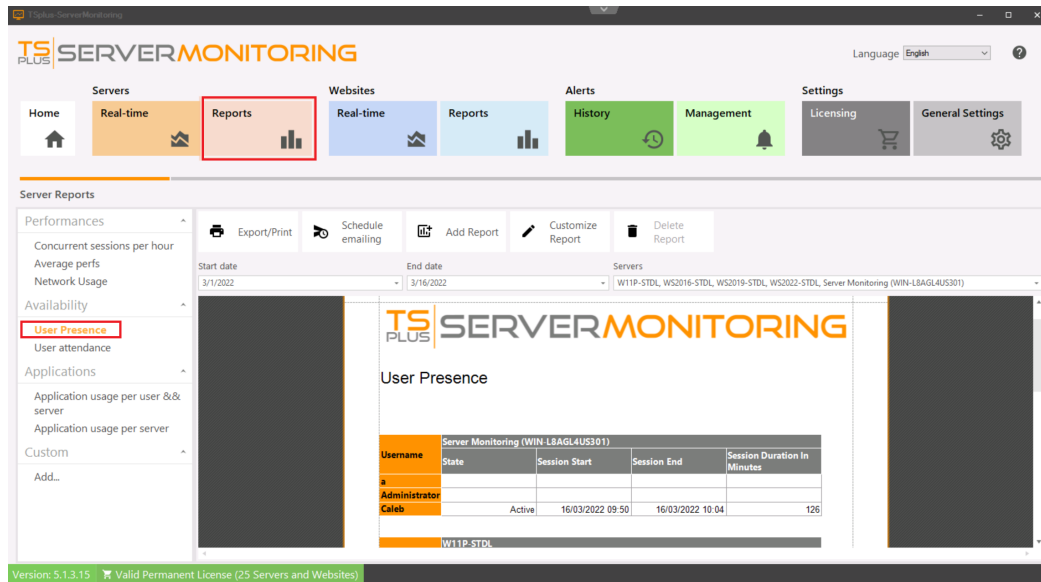 TSplus-ServerMonitoring
TS PLUS SERVERMONITORING
Language English
Servers Websites Alerts Settings
Home Real-time Reports Real-time Reports History Management Licensing General Settings
Server Reports
Performances
Concurrent sessions per hour
Average perfs
Network Usage
Availability
User Presence
User attendance
Applications
Application usage per user &&
server
Application usage per server
Custom
Add...
Export/Print
Schedule
emailing
Add Report
Customize
Report
Delete
Report
Start date End date Servers
3/1/2022 3/16/2022 W11P-STDL, WS2016-STDL, WS2019-STDL, WS2022-STDL, Server Monitoring (WIN-L8AGL4US301)
TS PLUS SERVERMONITORING
User Presence
Server Monitoring (WIN-L8AGL4US301)
Username State Session Start Session End Session Duration In
Minutes
a
Administrator
Caleb Active 16/03/2022 09:50 16/03/2022 10:04 126
W11P-STDL
Version: 5.1.3.15 Valid Permanent License (25 Servers and Websites)